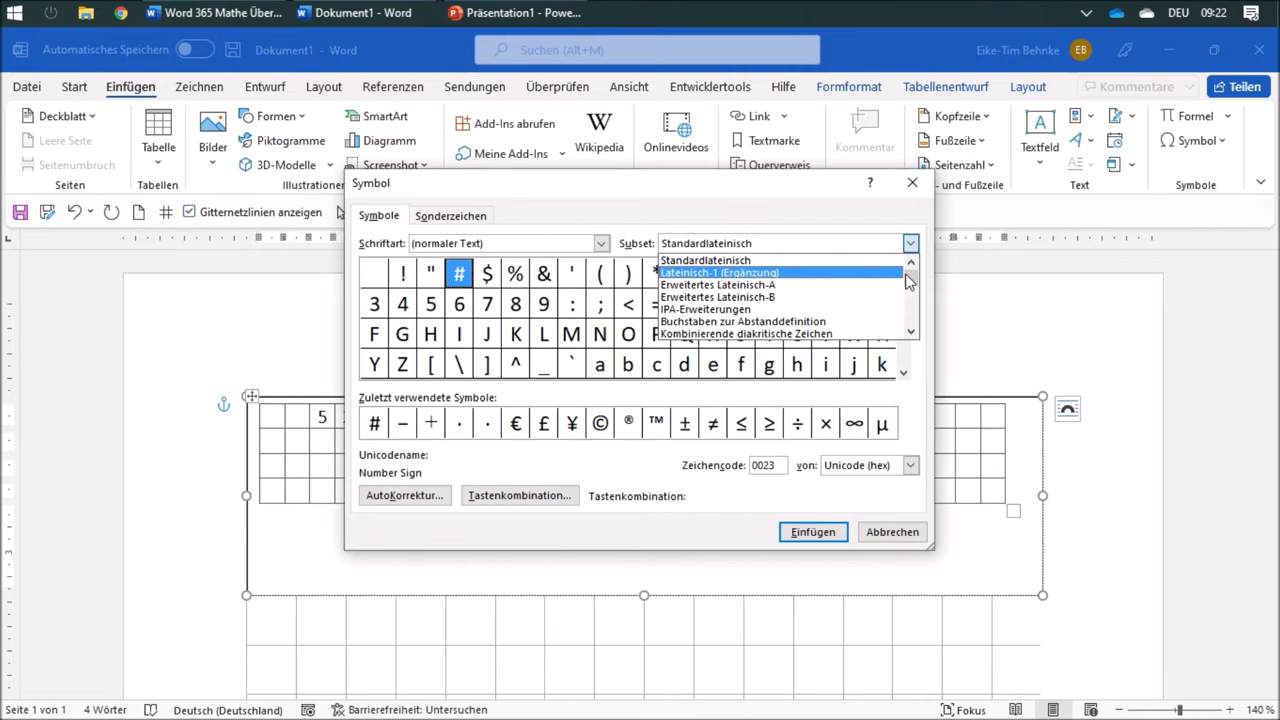 Word 365 Mathe Über... Dokument1 - Word Präsentation1 - Powe... DEU 09:22
Automatisches Speichern Dokument1 - Word Suchen (Alt+M) Eike-Tim Behnke EB
Datei Start Einfügen Zeichnen Entwurf Layout Referenzen Sendungen Überprüfen Ansicht Entwicklertools Hilfe Formformat Tabellenentwurf Layout Kommentare Teilen
Deckblatt
Leere Seite
Seitenumbruch
Seiten
Tabelle
Tabellen
Bilder
Formen
Piktogramme
3D-Modelle
SmartArt
Diagramm
Screenshot
Illustrationen
Add-Ins abrufen
Meine Add-Ins
Wikipedia
Onlinevideos
Link
Textmarke
Querverweis
Kommentar
Kopfzeile
Fußzeile
Seitenzahl
- und Fußzeile
Textfeld
Text
Formel
Symbol
Symbole
Gitternetzlinien anzeigen
Symbol ?
Symbole Sonderzeichen
Schriftart: (normaler Text) Subset: Standardlateinisch
Standardlateinisch
Lateinisch-1 (Ergänzung)
Erweitertes Lateinisch-A
Erweitertes Lateinisch-B
IPA-Erweiterungen
Buchstaben zur Abstanddefinition
Kombinierende diakritische Zeichen
! " # $ % & ' ( )
3 4 5 6 7 8 9 : ; < =
F G H I J K L M N O
Y Z [ \ ] ^ _ ` a b c d e f g h i j k
Zuletzt verwendete Symbole:
# − + · · € £ ¥ © ® ™ ± ≠ ≤ ≥ ÷ × ∞ µ
Unicodename:
Number Sign
Zeichencode: 0023 von: Unicode (hex)
AutoKorrektur... Tastenkombination... Tastenkombination:
Einfügen Abbrechen
5
Seite 1 von 1 4 Wörter Deutsch (Deutschland) Barrierefreiheit: Untersuchen Fokus 140 %